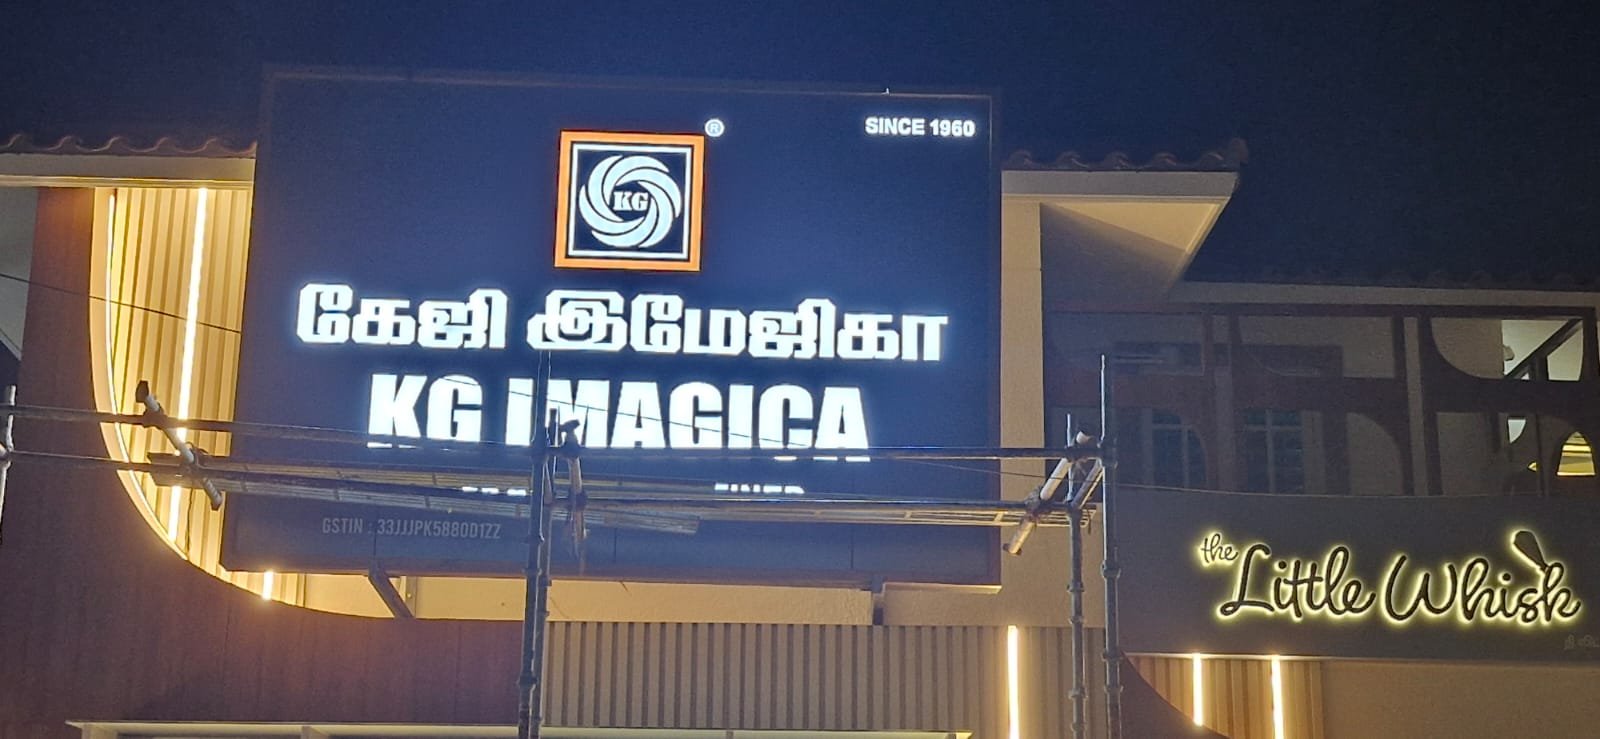 ®
SINCE 1960
KG
கேஜி இமேஜிகா
KG IMAGICA
GSTIN : 33JJJPK5880D1ZZ
the
Little Whisk